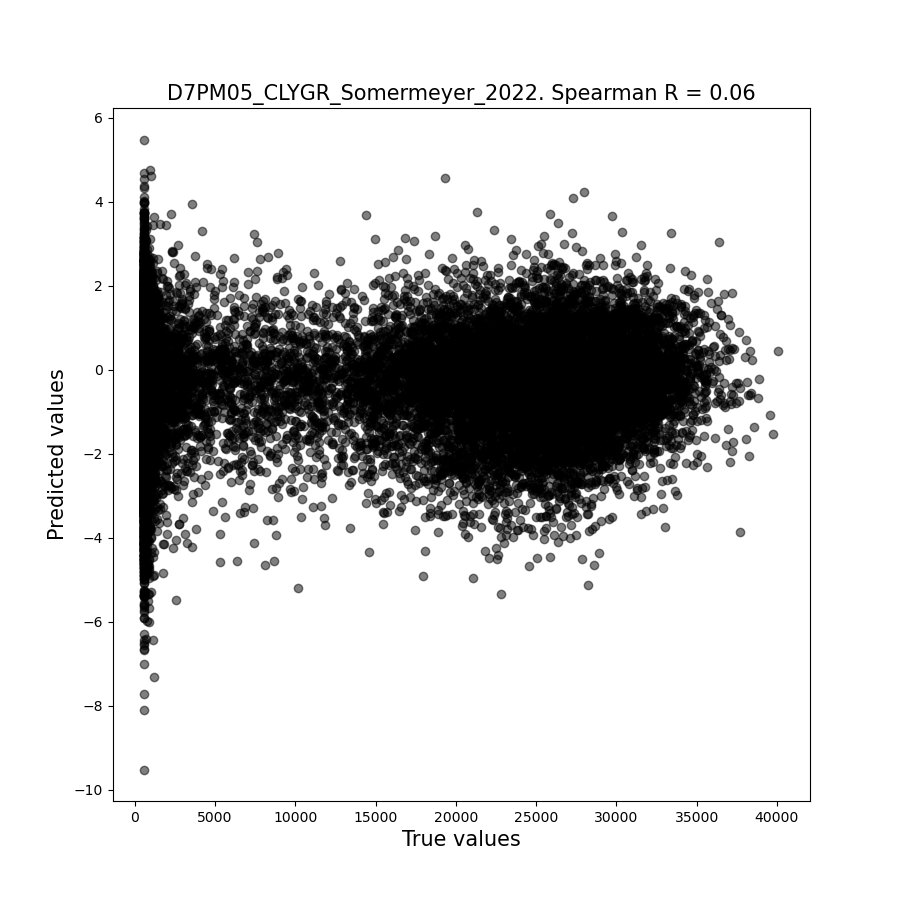 D7PM05_CLYGR_Somermeyer_2022. Spearman R = 0.06
6
4
2
0
−2
−4
−6
−8
−10
Predicted values
0 5000 10000 15000 20000 25000 30000 35000 40000
True values